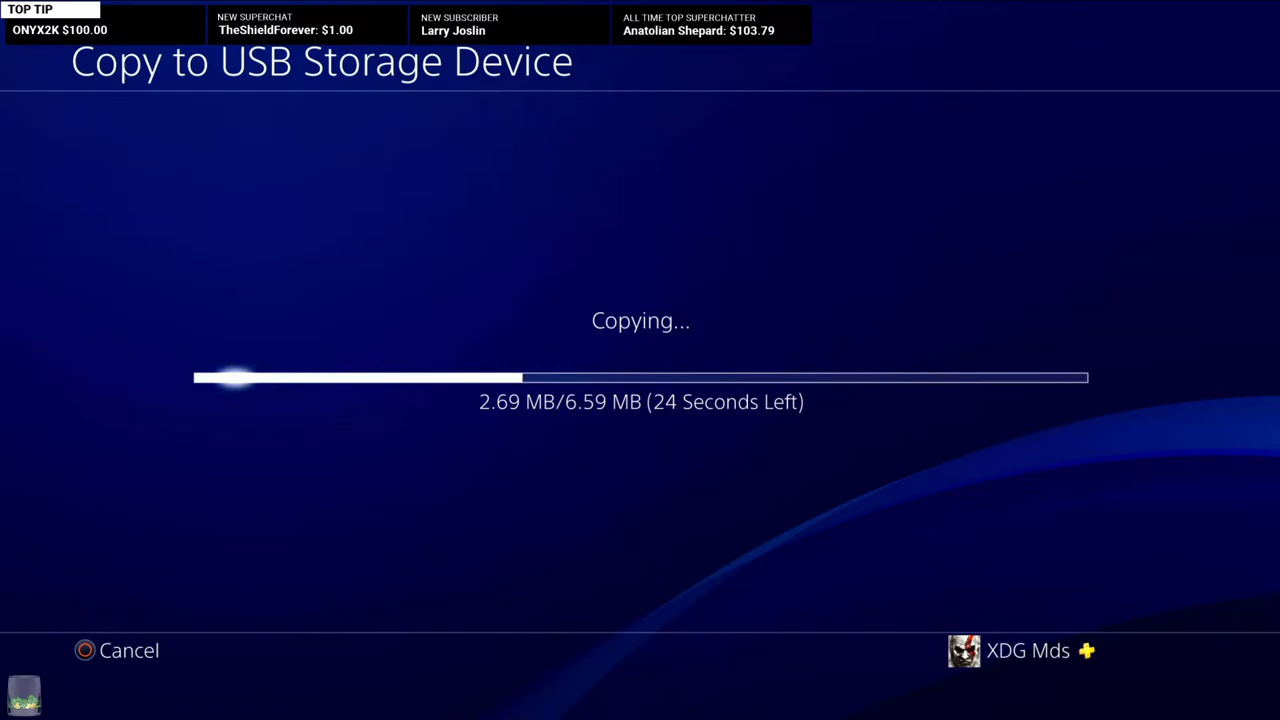 TOP TIP
ONYX2K $100.00
NEW SUPERCHAT
TheShieldForever: $1.00
NEW SUBSCRIBER
Larry Joslin
ALL TIME TOP SUPERCHATTER
Anatolian Shepard: $103.79
Copy to USB Storage Device
Copying...
2.69 MB/6.59 MB (24 Seconds Left)
Cancel
XDG Mds